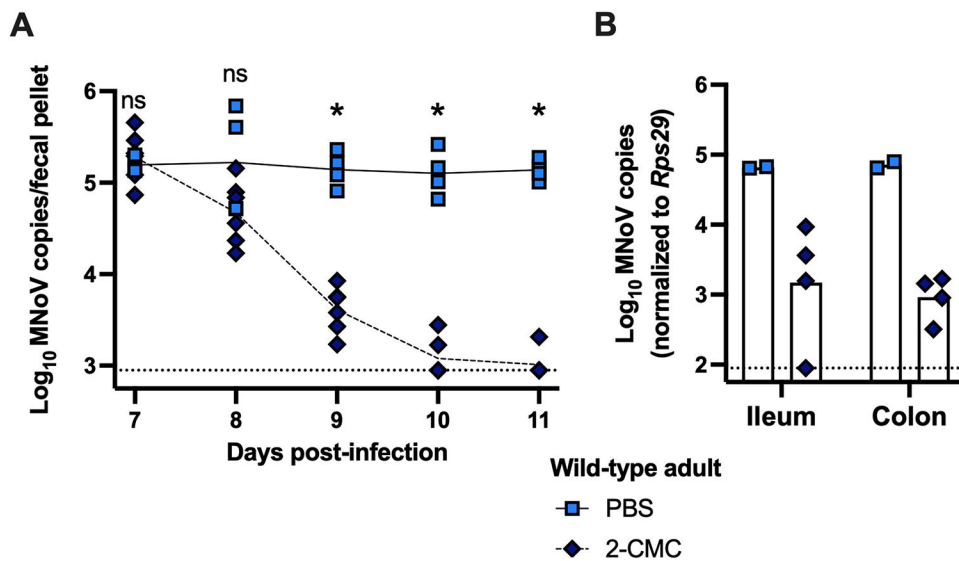 A
B
Log10 MNoV copies/fecal pellet
6
5
4
3
ns
ns
*
*
*
7
8
9
10
11
Days post-infection
Log10 MNoV copies
(normalized to Rps29)
6
5
4
3
2
Ileum
Colon
Wild-type adult
PBS
2-CMC